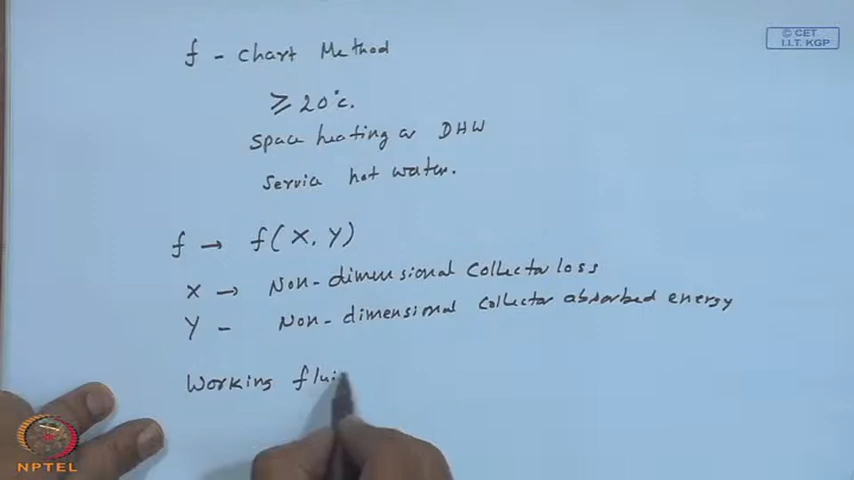 © CET
I.I.T. KGP
f - Chart Method
≥ 20°c.
Space heating or DHW
Service hot water.
f → f(X, Y)
X → Non-dimensional Collector loss
Y - Non-dimensional Collector absorbed energy
Working flui
NPTEL